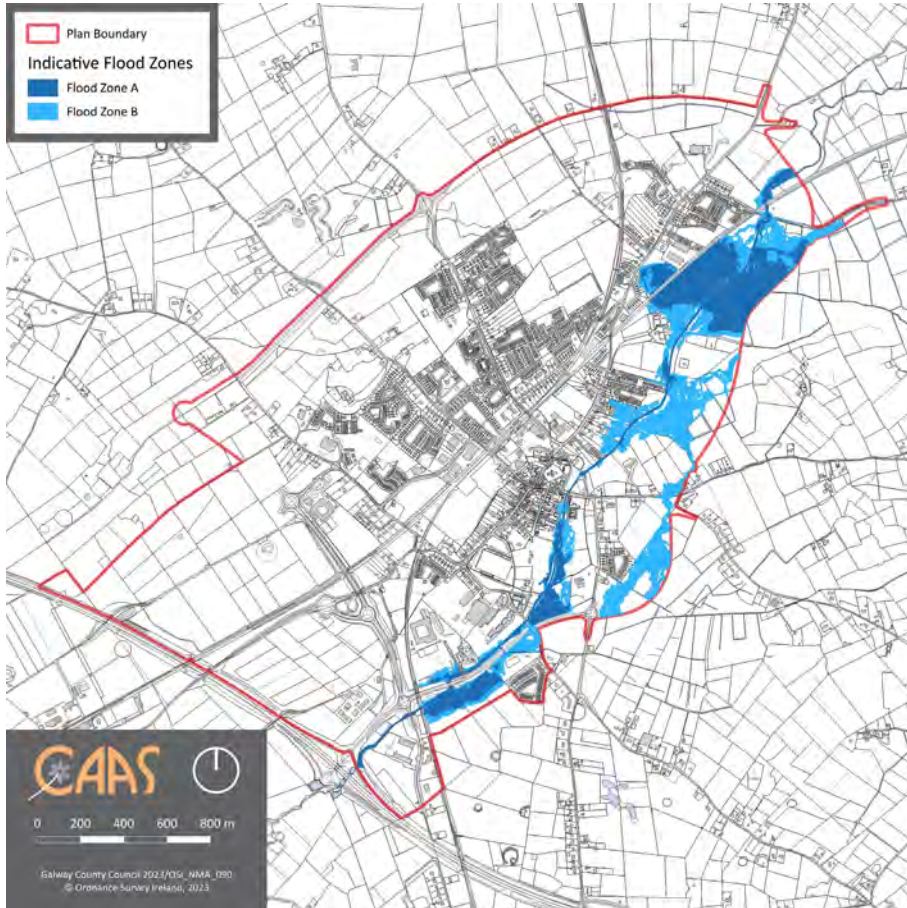 Plan Boundary
Indicative Flood Zones
Flood Zone A
Flood Zone B
CAAS
0 200 400 600 800 m
Galway County Council 2023/OSi_NMA_090
© Ordnance Survey Ireland, 2023